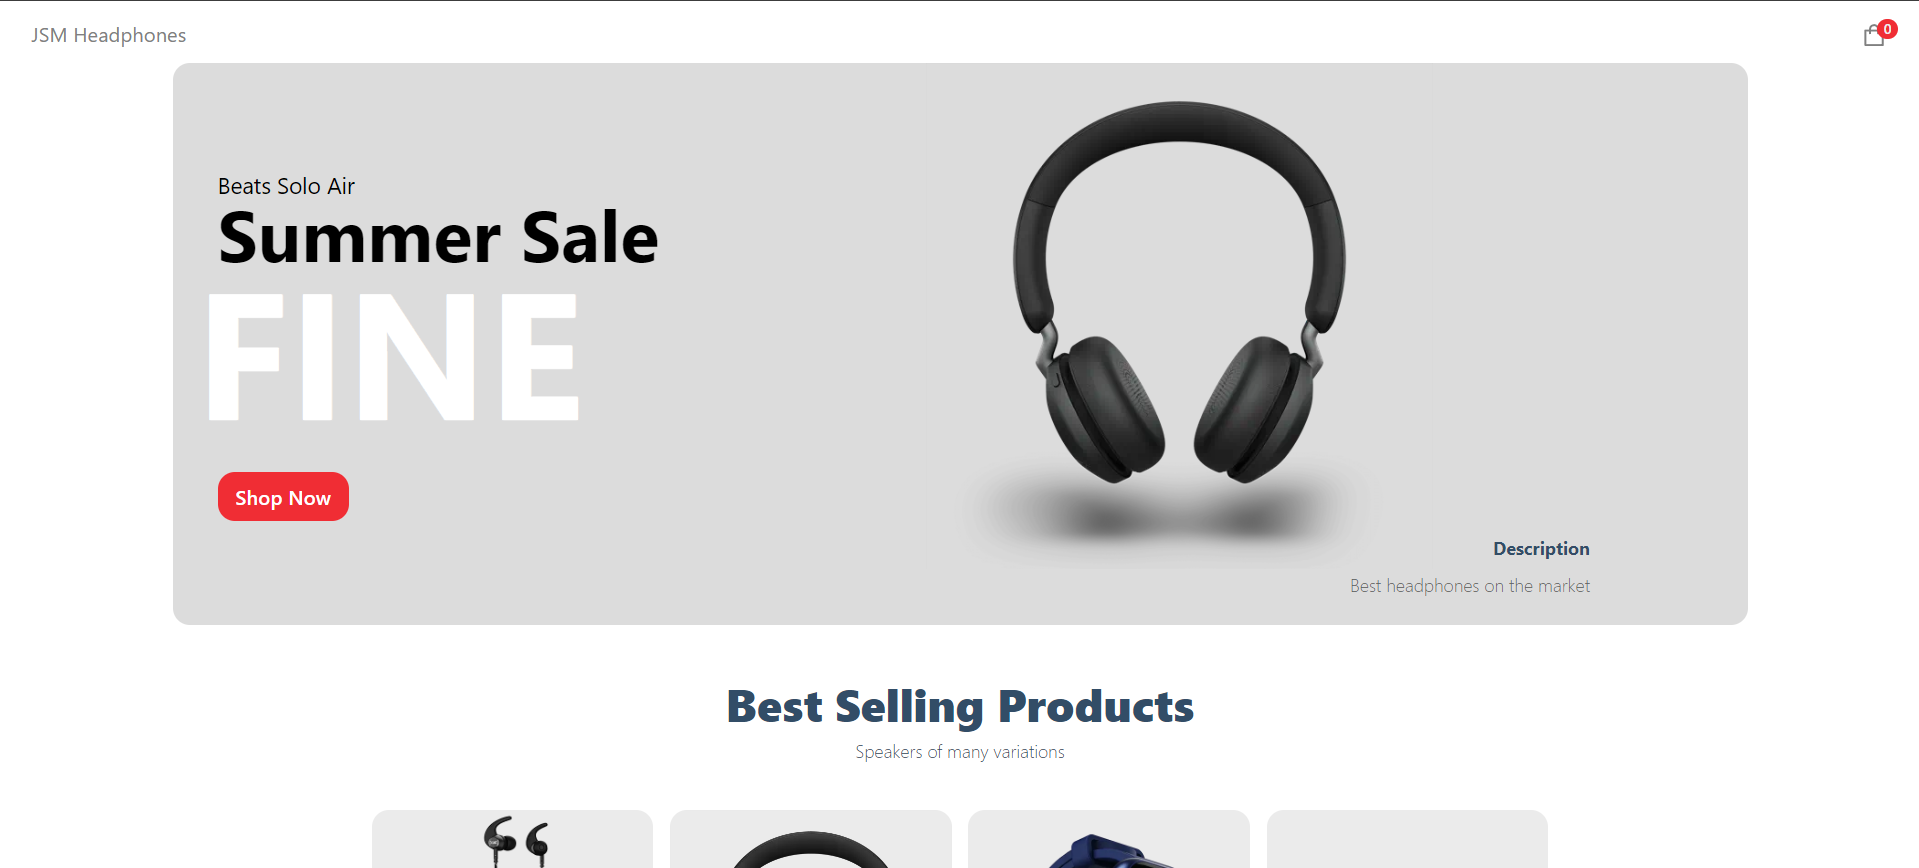 JSM Headphones
0
Beats Solo Air
Summer Sale
FINE
Shop Now
Description
Best headphones on the market
Best Selling Products
Speakers of many variations